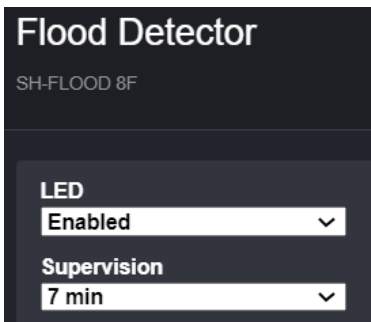 Flood Detector
SH-FLOOD 8F
LED
Enabled
Supervision
7 min